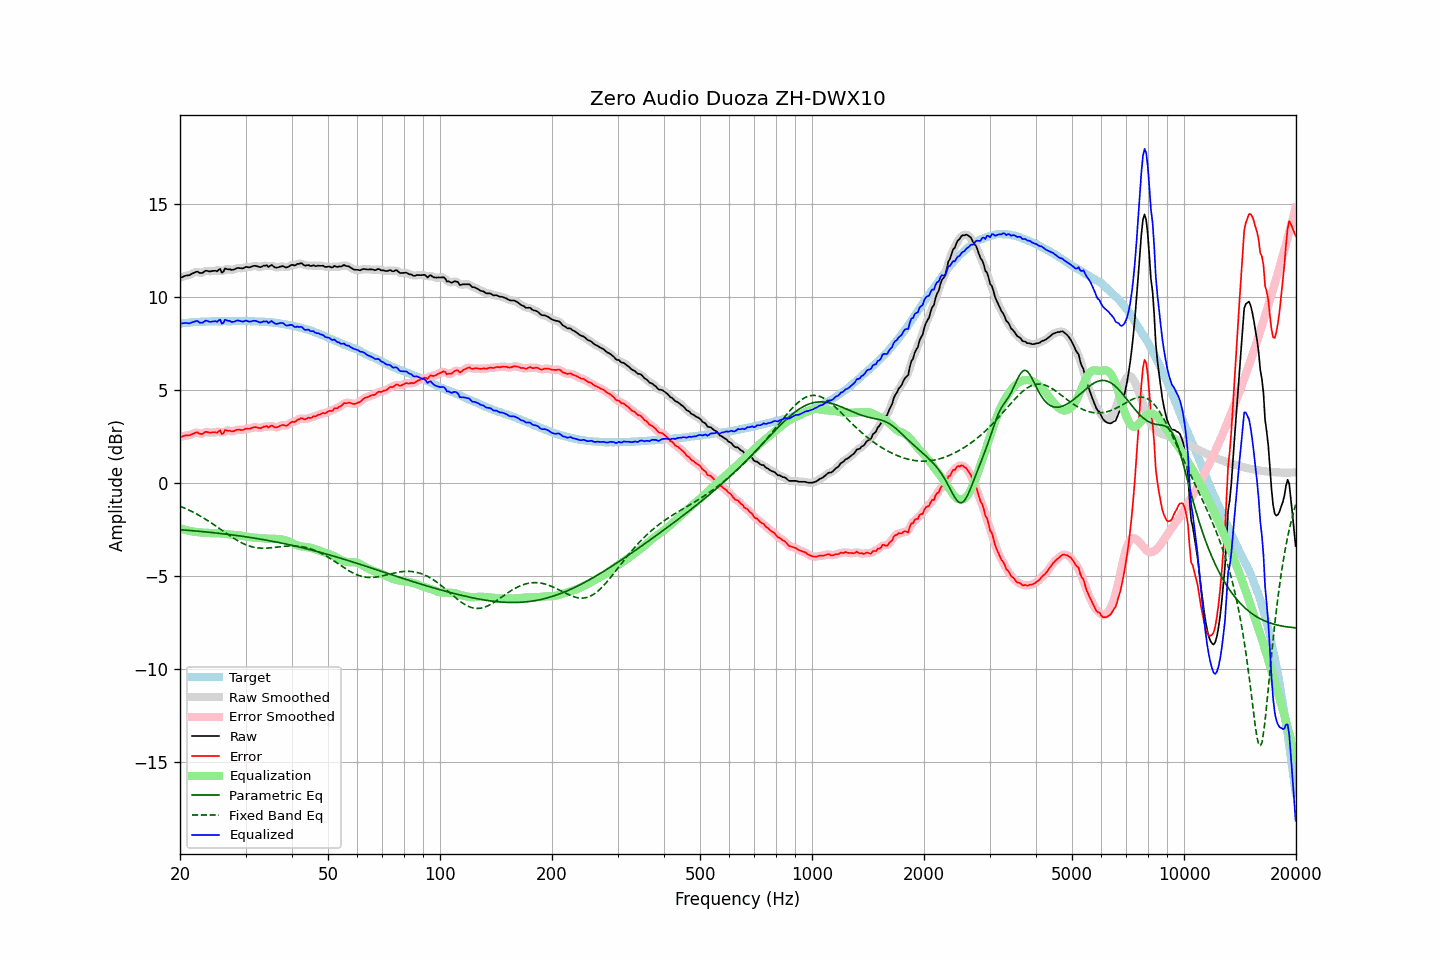 Zero Audio Duoza ZH-DWX10
Amplitude (dBr)
15
10
5
0
−5
−10
−15
Target
Raw Smoothed
Error Smoothed
Raw
Error
Equalization
Parametric Eq
Fixed Band Eq
Equalized
20 50 100 200 500 1000 2000 5000 10000 20000
Frequency (Hz)